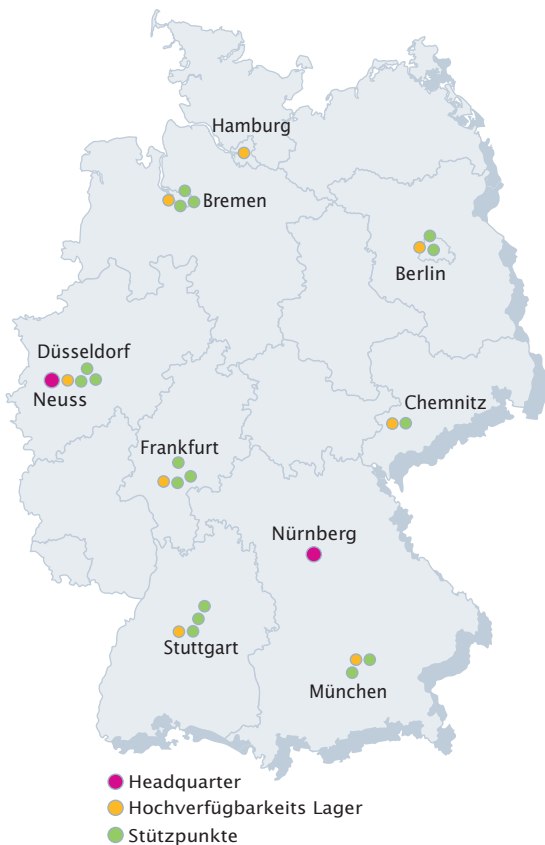 Hamburg
Bremen
Berlin
Düsseldorf
Neuss
Chemnitz
Frankfurt
Nürnberg
Stuttgart
München
Headquarter
Hochverfügbarkeits Lager
Stützpunkte